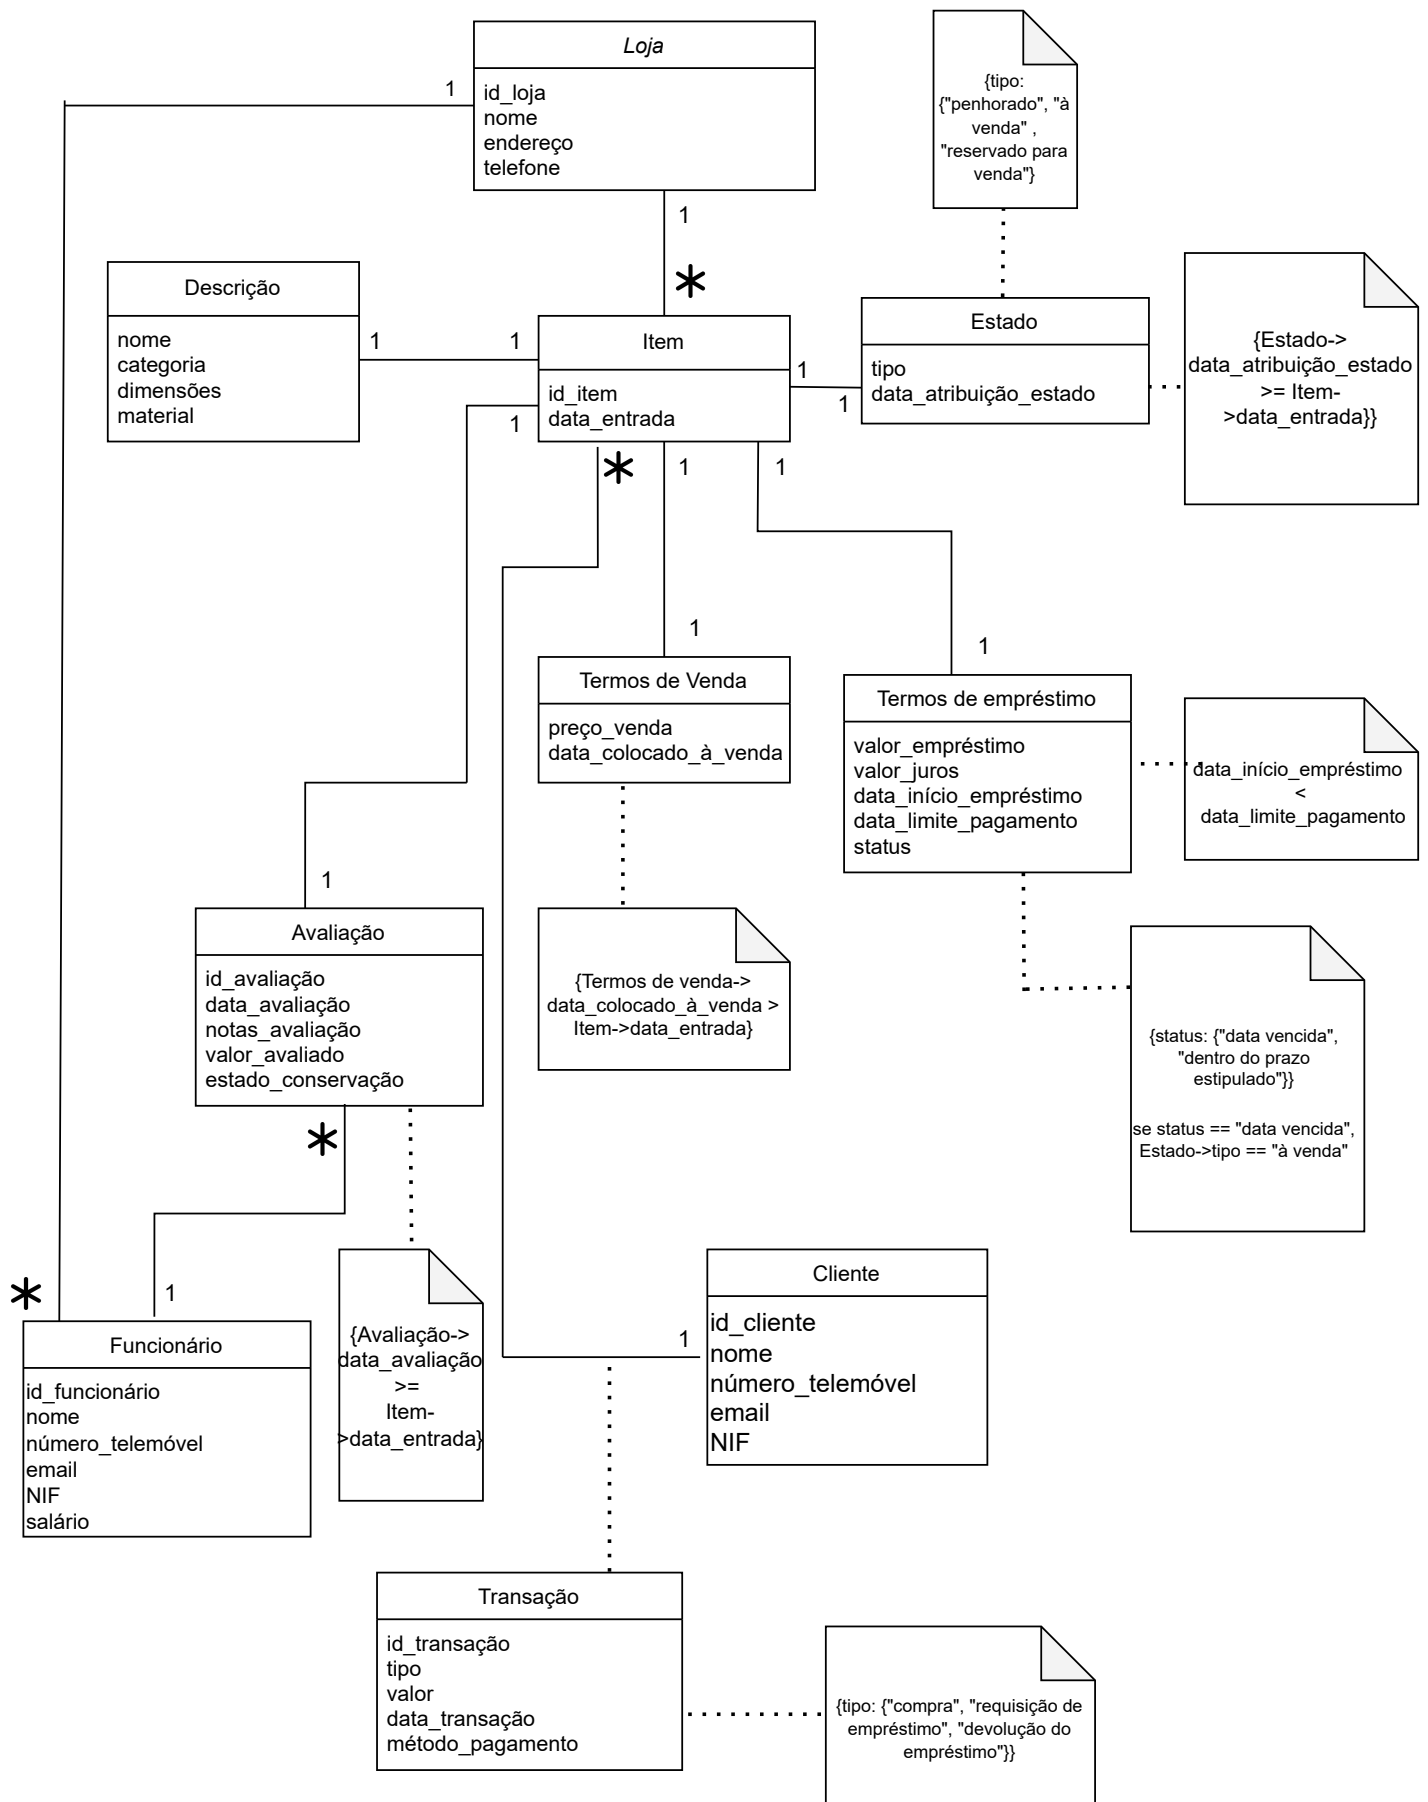 Loja
id_loja
nome
endereço
telefone
1
1
*
{tipo:
{"penhorado", "à
venda" ,
"reservado para
venda"}
Descrição
nome
categoria
dimensões
material
1
1
Item
id_item
data_entrada
1
1
Estado
tipo
data_atribuição_estado
{Estado->
data_atribuição_estado
>= Item-
>data_entrada}}
1
*
1
1
1
1
Termos de Venda
preço_venda
data_colocado_à_venda
Termos de empréstimo
valor_empréstimo
valor_juros
data_início_empréstimo
data_limite_pagamento
status
data_início_empréstimo
<
data_limite_pagamento
1
Avaliação
id_avaliação
data_avaliação
notas_avaliação
valor_avaliado
estado_conservação
{Termos de venda->
data_colocado_à_venda >
Item->data_entrada}
{status: {"data vencida",
"dentro do prazo
estipulado"}}
se status == "data vencida",
Estado->tipo == "à venda"
*
*
1
Funcionário
id_funcionário
nome
número_telemóvel
email
NIF
salário
{Avaliação->
data_avaliação
>=
Item-
>data_entrada}
1
Cliente
id_cliente
nome
número_telemóvel
email
NIF
Transação
id_transação
tipo
valor
data_transação
método_pagamento
{tipo: {"compra", "requisição de
empréstimo", "devolução do
empréstimo"}}